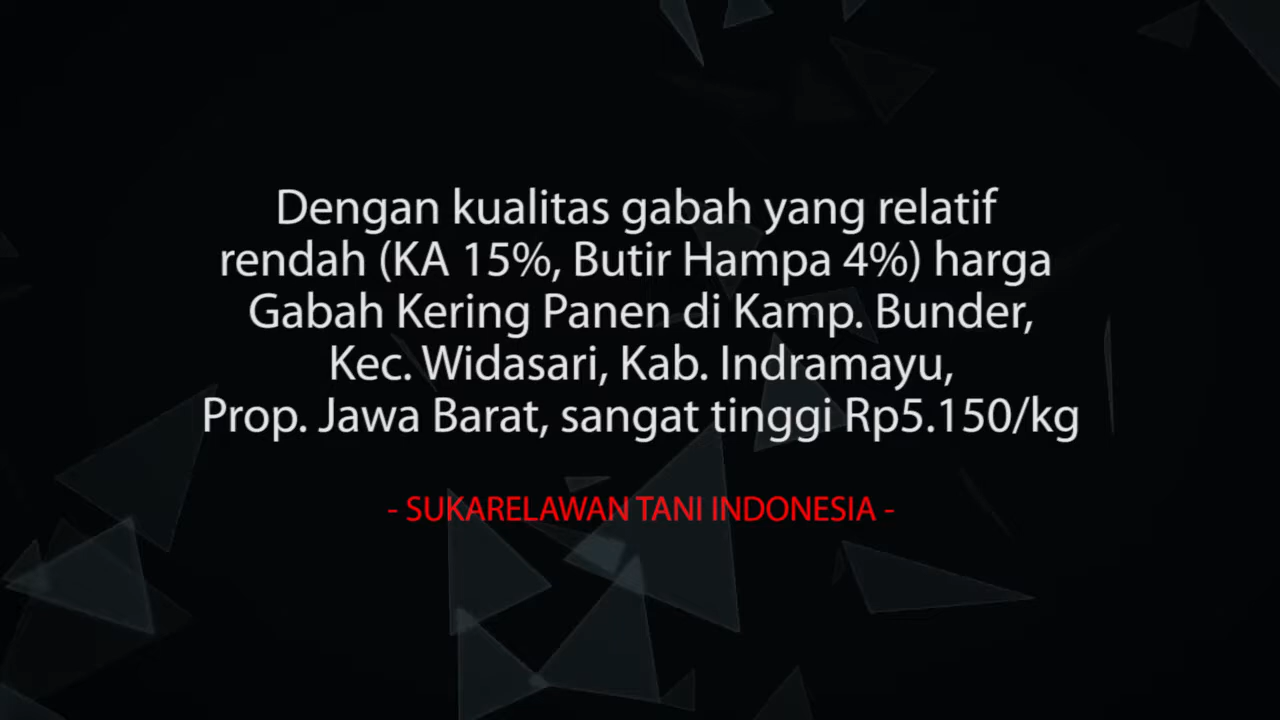 Dengan kualitas gabah yang relatif
rendah (KA 15%, Butir Hampa 4%) harga
Gabah Kering Panen di Kamp. Bunder,
Kec. Widasari, Kab. Indramayu,
Prop. Jawa Barat, sangat tinggi Rp5.150/kg
- SUKARELAWAN TANI INDONESIA -